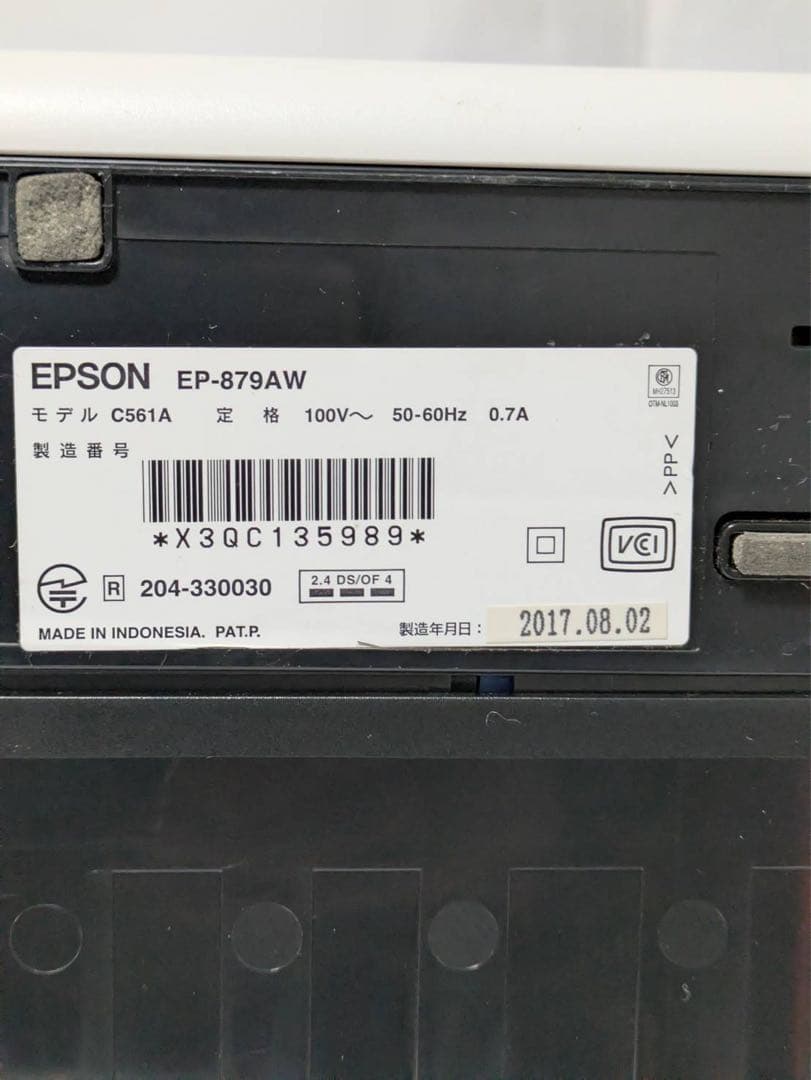 EPSON EP-879AW
モデル C561A 定格 100V～ 50-60Hz 0.7A
製造番号
*X3QC135989*
>PP<
VCCI
R 204-330030
2.4 DS/OF 4
MADE IN INDONESIA. PAT.P.
製造年月日：2017.08.02